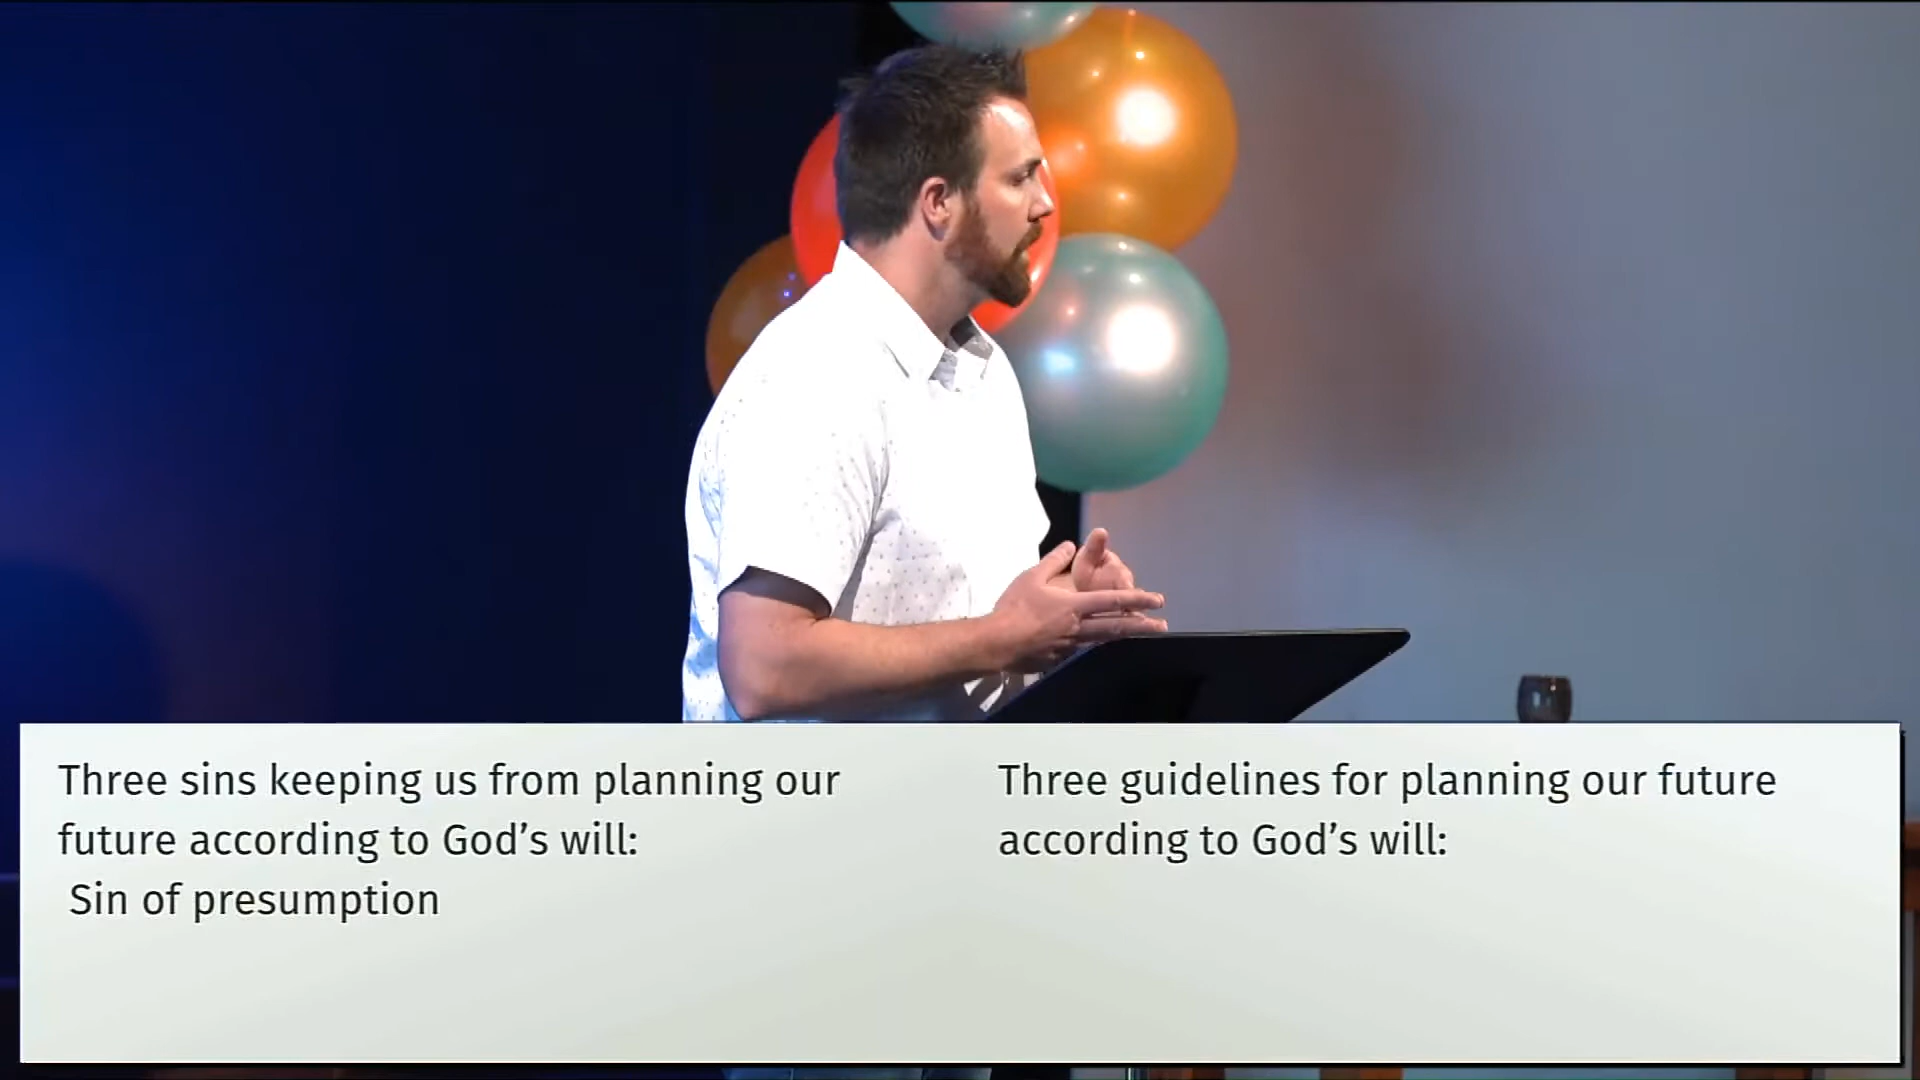 Three sins keeping us from planning our
future according to God’s will:
Sin of presumption
Three guidelines for planning our future
according to God’s will: